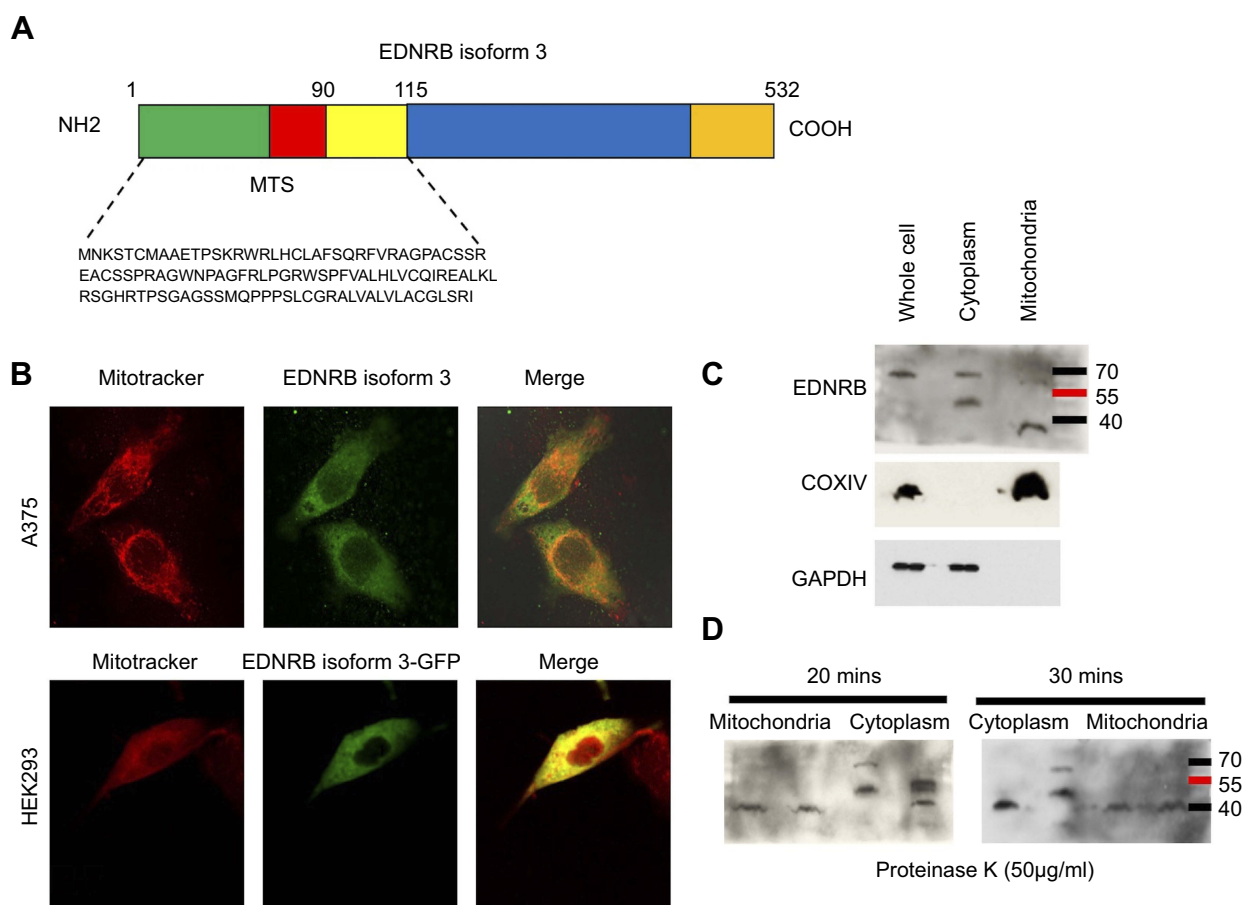 A
EDNRB isoform 3
1 90 115 532
NH2 COOH
MTS
MNKSTCMAAETPSKRWRLHCLAFSQRFVRAGPACSSR
EACSSPRAGWNPAGFRLPGRWSPFVALHLVCQIREALKL
RSGHRTPSGAGSSMQPPPSLCGRALVALVLACGLSRI
B
Mitotracker EDNRB isoform 3 Merge
A375
Mitotracker EDNRB isoform 3-GFP Merge
HEK293
C
Whole cell
Cytoplasm
Mitochondria
EDNRB
70
55
40
COXIV
GAPDH
D
20 mins 30 mins
Mitochondria Cytoplasm Cytoplasm Mitochondria
70
55
40
Proteinase K (50µg/ml)